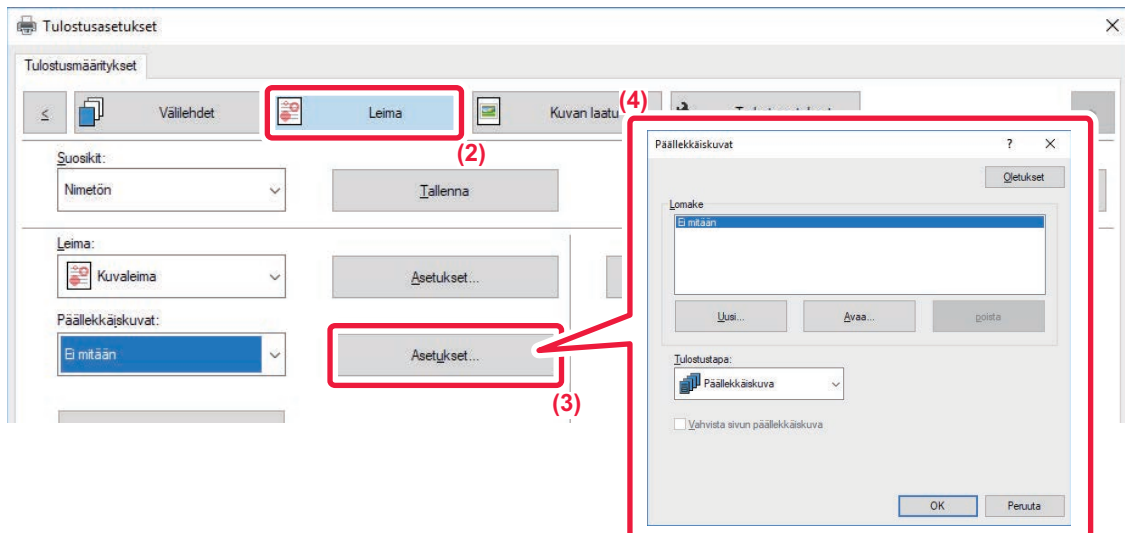 Tulostusasetukset
Tulostusmääritykset
<
Välilehdet
Leima
Kuvan laatu
(4)
(2)
Suosikit:
Nimetön
Tallenna
Leima:
Kuvaleima
Asetukset...
Päällekkäiskuvat:
Ei mitään
Asetukset...
(3)
Päällekkäiskuvat
?
Oletukset
Lomake
Ei mitään
Uusi...
Avaa...
poista
Tulostustapa:
Päällekkäiskuva
Vahvista sivun päällekkäiskuva
OK
Peruuta